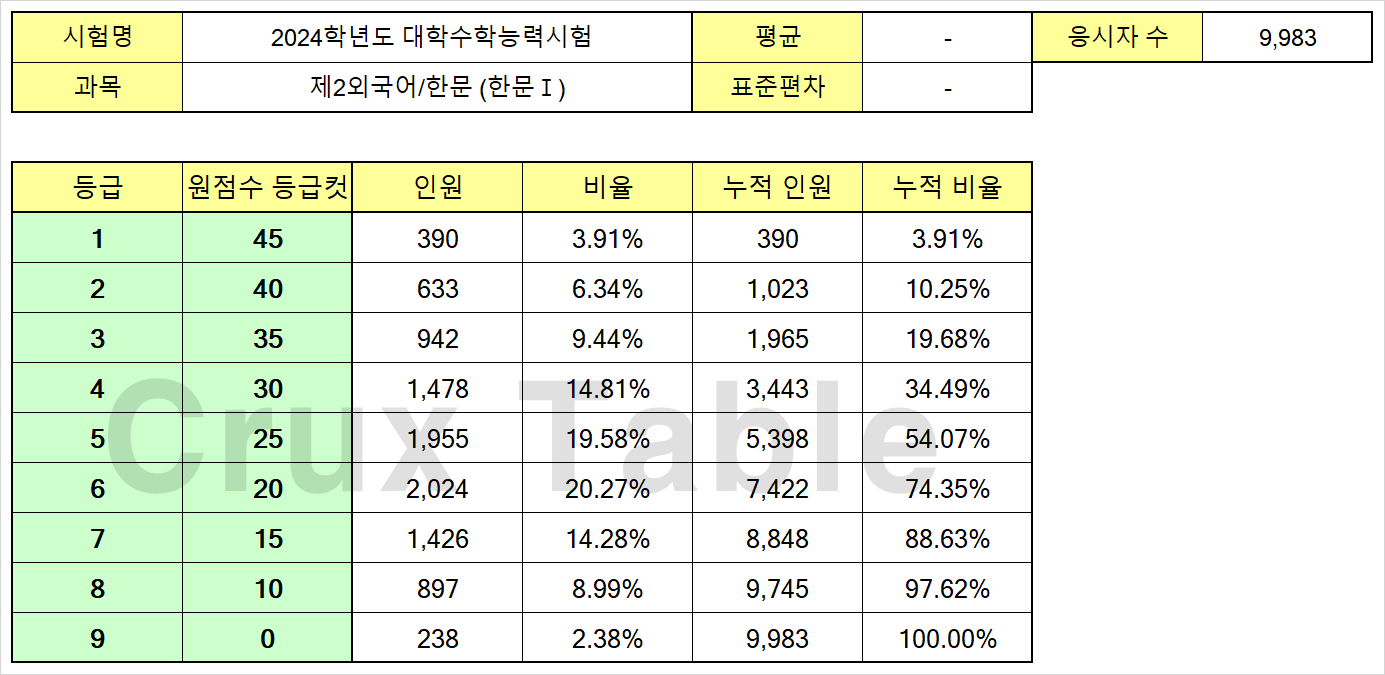 시험명 2024학년도 대학수학능력시험 평균 - 응시자 수 9,983
과목 제2외국어/한문 (한문Ⅰ) 표준편차 -
등급 원점수 등급컷 인원 비율 누적 인원 누적 비율
1 45 390 3.91% 390 3.91%
2 40 633 6.34% 1,023 10.25%
3 35 942 9.44% 1,965 19.68%
4 30 1,478 14.81% 3,443 34.49%
5 25 1,955 19.58% 5,398 54.07%
6 20 2,024 20.27% 7,422 74.35%
7 15 1,426 14.28% 8,848 88.63%
8 10 897 8.99% 9,745 97.62%
9 0 238 2.38% 9,983 100.00%
Crux Table